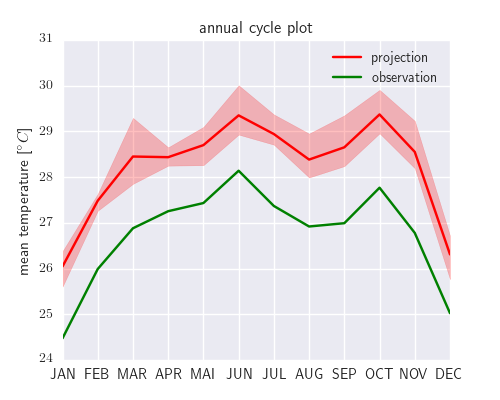 annual cycle plot
projection
observation
mean temperature [°C]
31
30
29
28
27
26
25
24
JAN FEB MAR APR MAI JUN JUL AUG SEP OCT NOV DEC